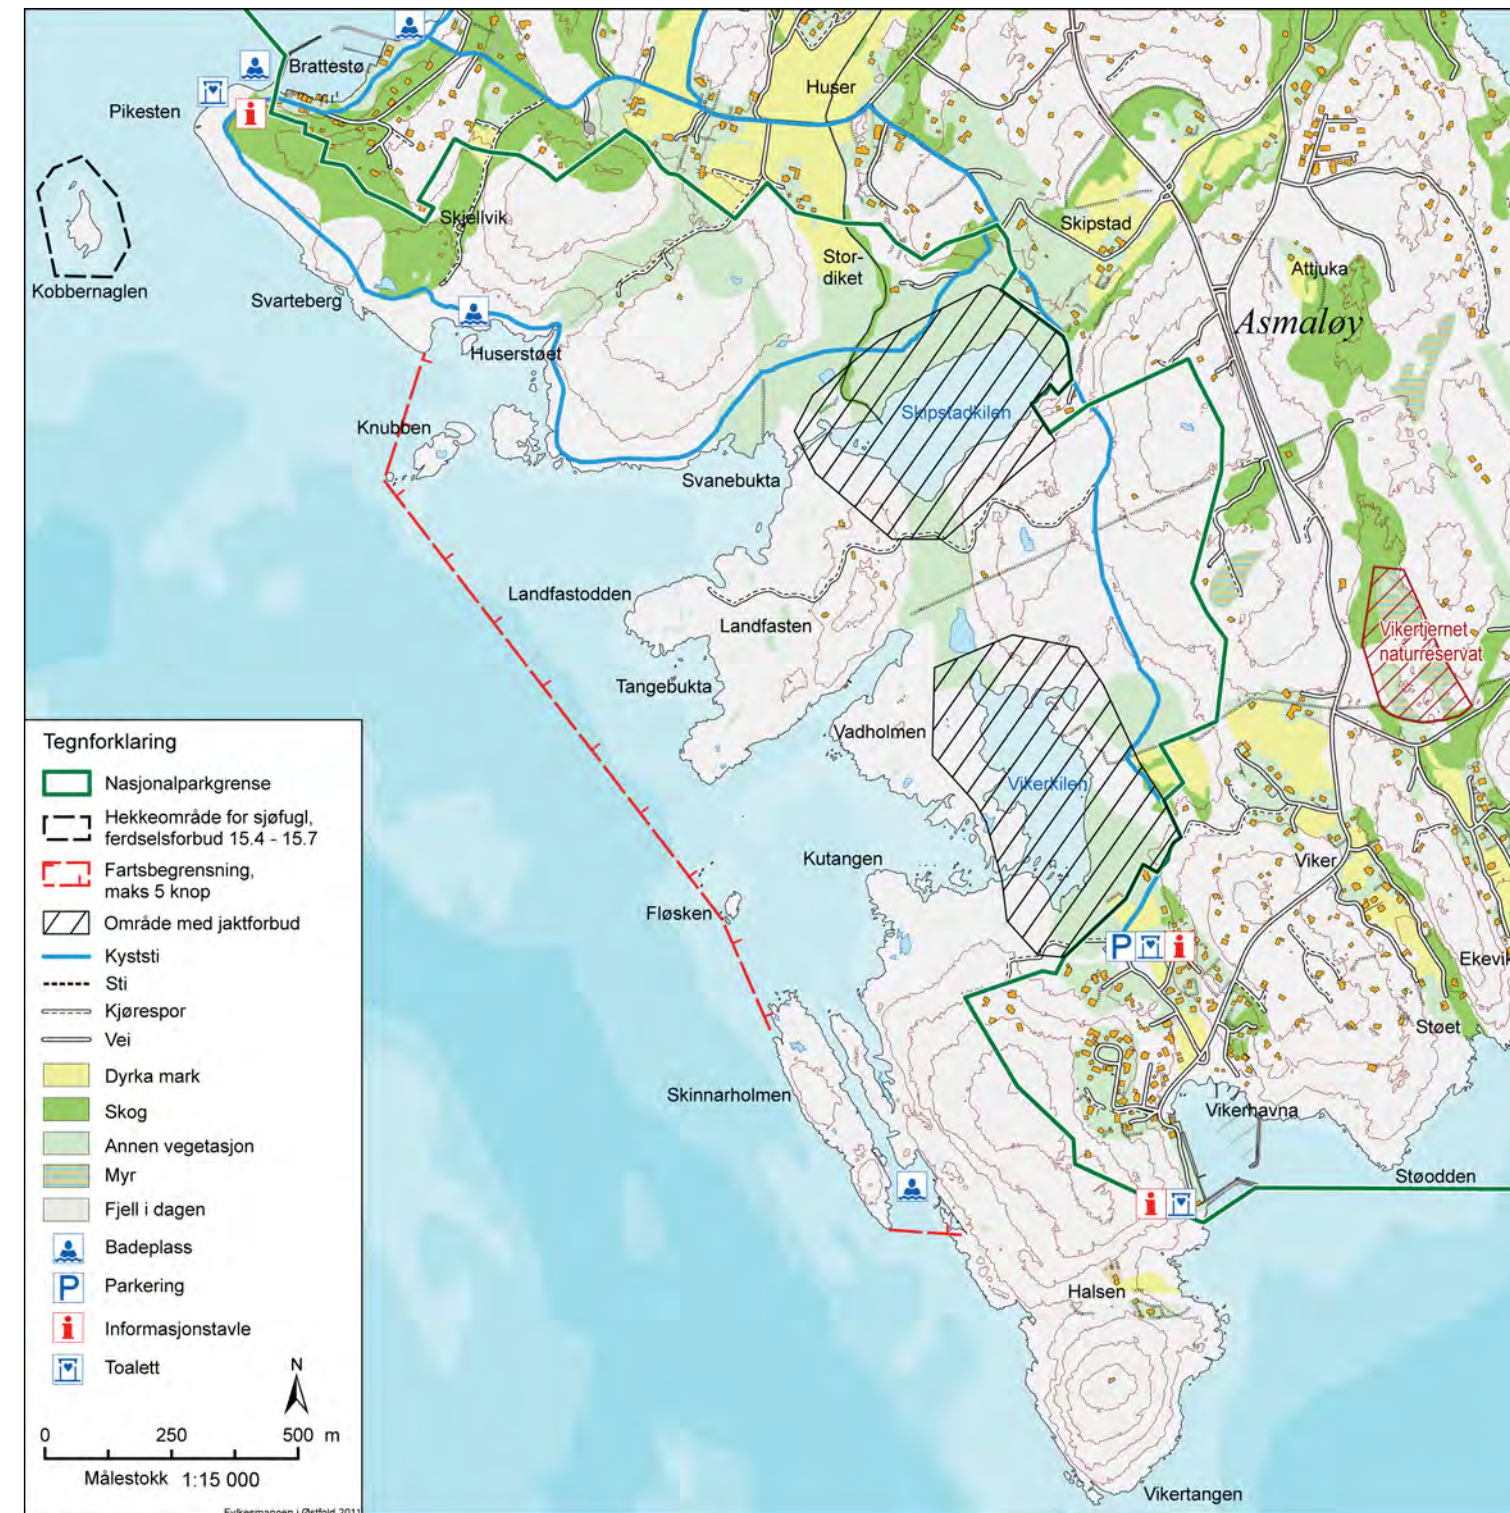 Brattestø
Pikesten
Huser
Skjellvik
Skipstad
Stor-
diket
Attjuka
Kobbernaglen
Svarteberg
Asmaløy
Huserstøet
Skipstadkilen
Knubben
Svanebukta
Landfastodden
Landfasten
Vikertjernet
naturreservat
Tangebukta
Vadholmen
Vikerkilen
Kutangen
Viker
Fløsken
P
i
Ekevik
Støet
Skinnarholmen
Vikerhavna
Støodden
Halsen
Vikertangen
Tegnforklaring
Nasjonalparkgrense
Hekkeområde for sjøfugl,
ferdselsforbud 15.4 - 15.7
Fartsbegrensning,
maks 5 knop
Område med jaktforbud
Kyststi
Sti
Kjørespor
Vei
Dyrka mark
Skog
Annen vegetasjon
Myr
Fjell i dagen
Badeplass
P Parkering
i Informasjonstavle
Toalett
N
0 250 500 m
Målestokk 1:15 000
Fylkesmannen i Østfold 2011